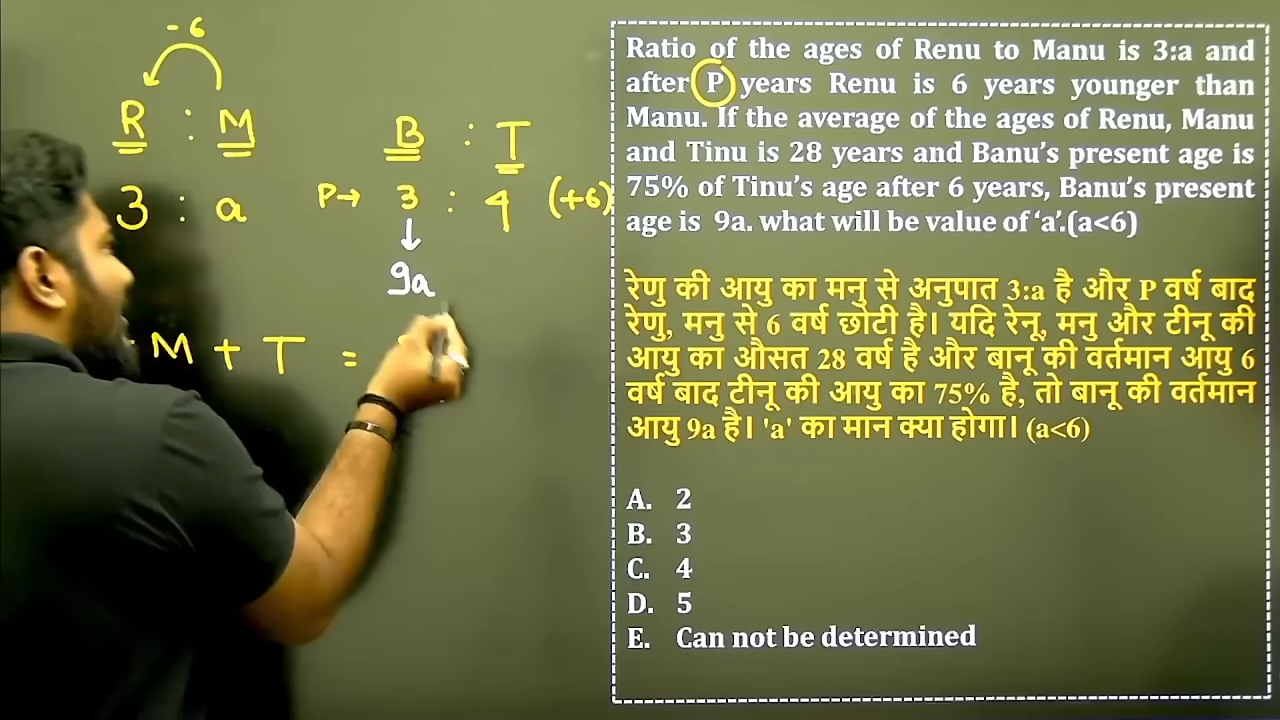 -6
R : M
B : T
3 : a
P→ 3 : 4 (+6)
↓
9a
M + T =
Ratio of the ages of Renu to Manu is 3:a and
after P years Renu is 6 years younger than
Manu. If the average of the ages of Renu, Manu
and Tinu is 28 years and Banu's present age is
75% of Tinu's age after 6 years, Banu's present
age is 9a. what will be value of 'a'.(a<6)
रेणु की आयु का मनु से अनुपात 3:a है और P वर्ष बाद
रेणु, मनु से 6 वर्ष छोटी है। यदि रेनू, मनु और टीनू की
आयु का औसत 28 वर्ष है और बानू की वर्तमान आयु 6
वर्ष बाद टीनू की आयु का 75% है, तो बानू की वर्तमान
आयु 9a है। 'a' का मान क्या होगा। (a<6)
A. 2
B. 3
C. 4
D. 5
E. Can not be determined